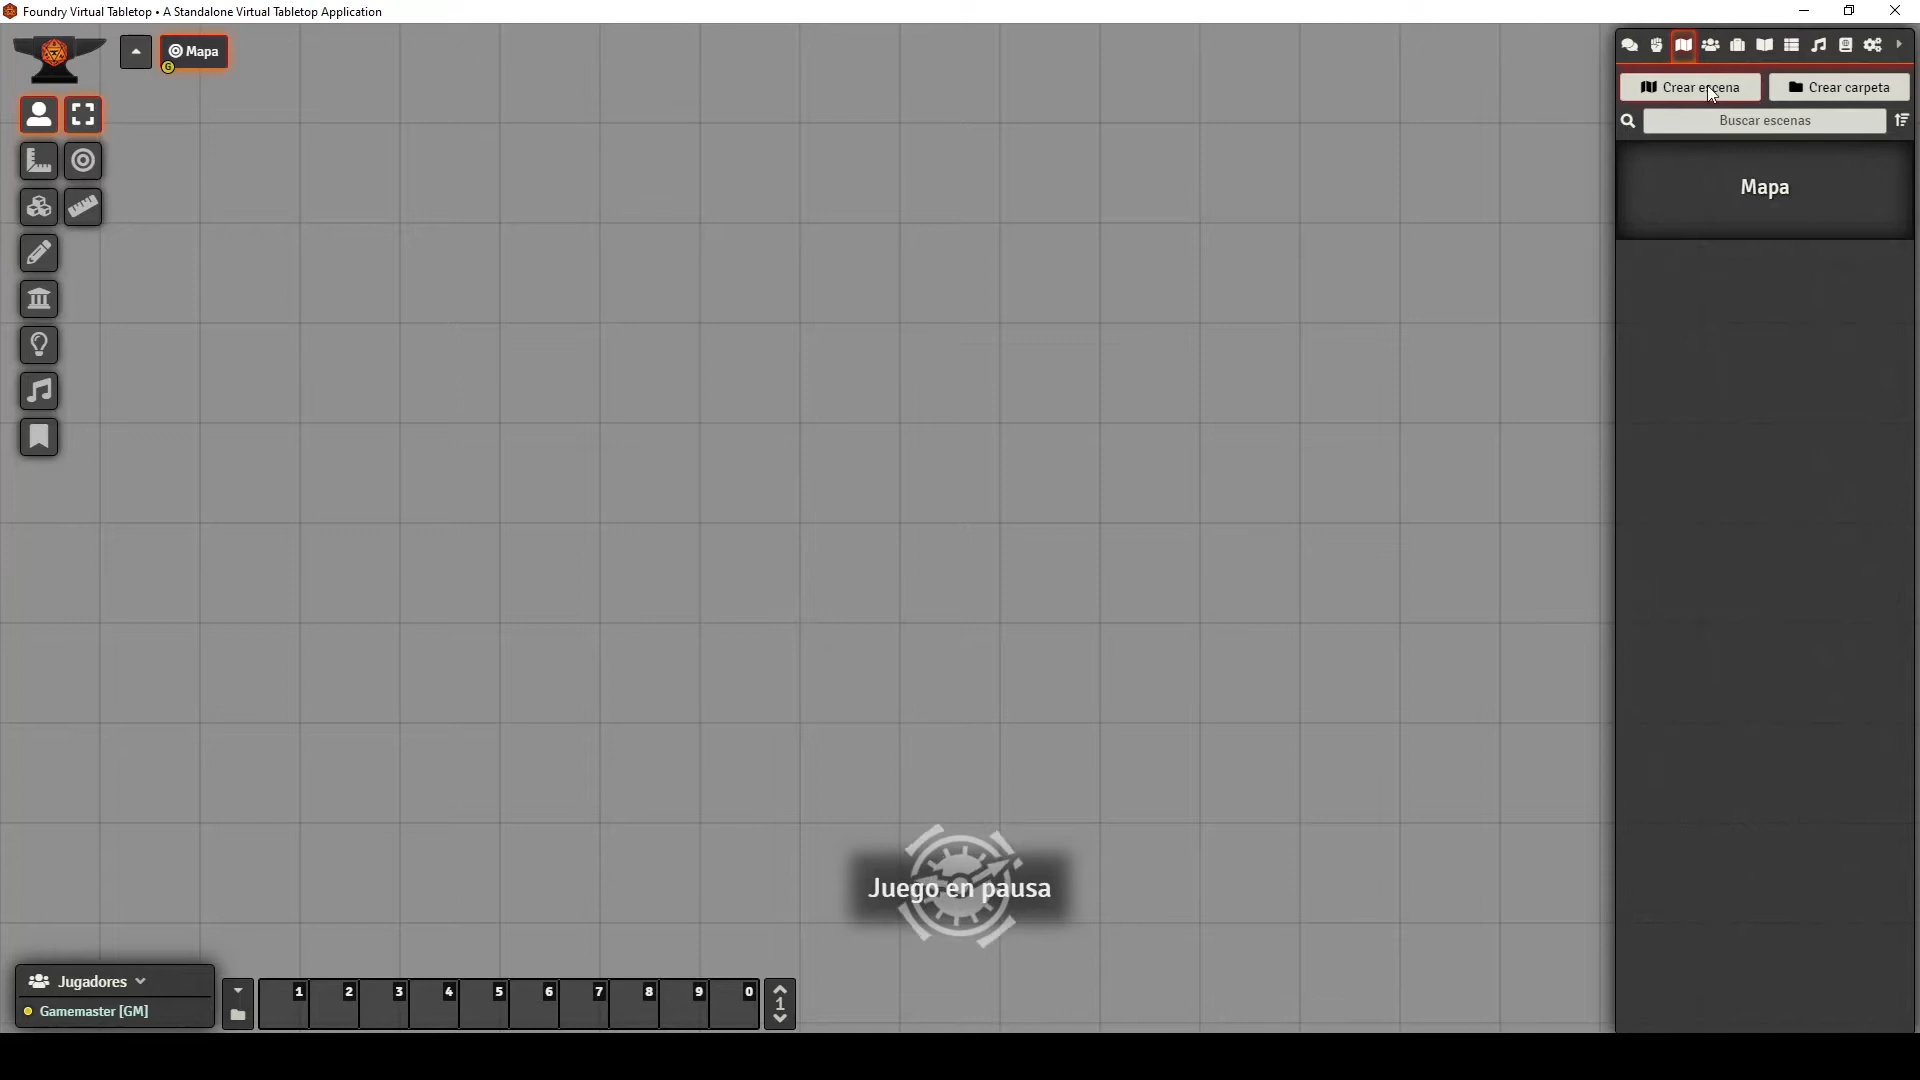 Foundry Virtual Tabletop • A Standalone Virtual Tabletop Application
Mapa
G
Crear escena
Crear carpeta
Buscar escenas
Mapa
Juego en pausa
Jugadores
Gamemaster [GM]
1 2 3 4 5 6 7 8 9 0
1